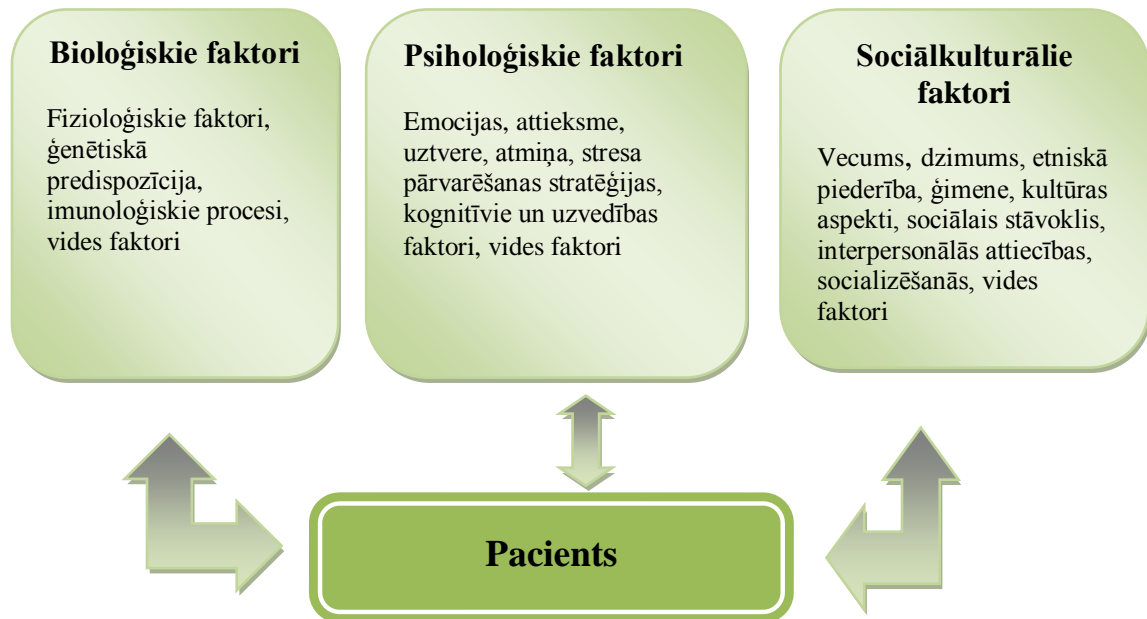 Bioloģiskie faktori
Fizioloģiskie faktori,
ģenētiskā
predispozīcija,
imunoloģiskie procesi,
vides faktori
Psiholoģiskie faktori
Emocijas, attieksme,
uztvere, atmiņa, stresa
pārvarēšanas stratēģijas,
kognitīvie un uzvedības
faktori, vides faktori
Sociālkulturālie
faktori
Vecums, dzimums, etniskā
piederība, ģimene, kultūras
aspekti, sociālais stāvoklis,
interpersonālās attiecības,
socializēšanās, vides
faktori
Pacients